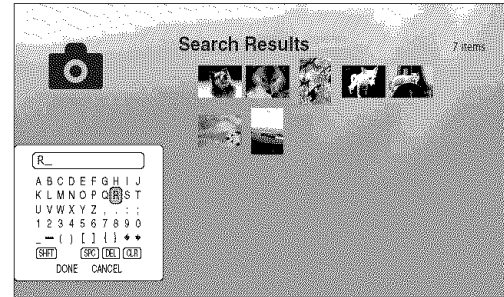 Search Results
7 items
R_
A B C D E F G H I J
K L M N O P Q R S T
U V W X Y Z , . : ;
1 2 3 4 5 6 7 8 9 0
_ - ( ) [ ] { }
SHIFT SPC DEL CLR
DONE CANCEL